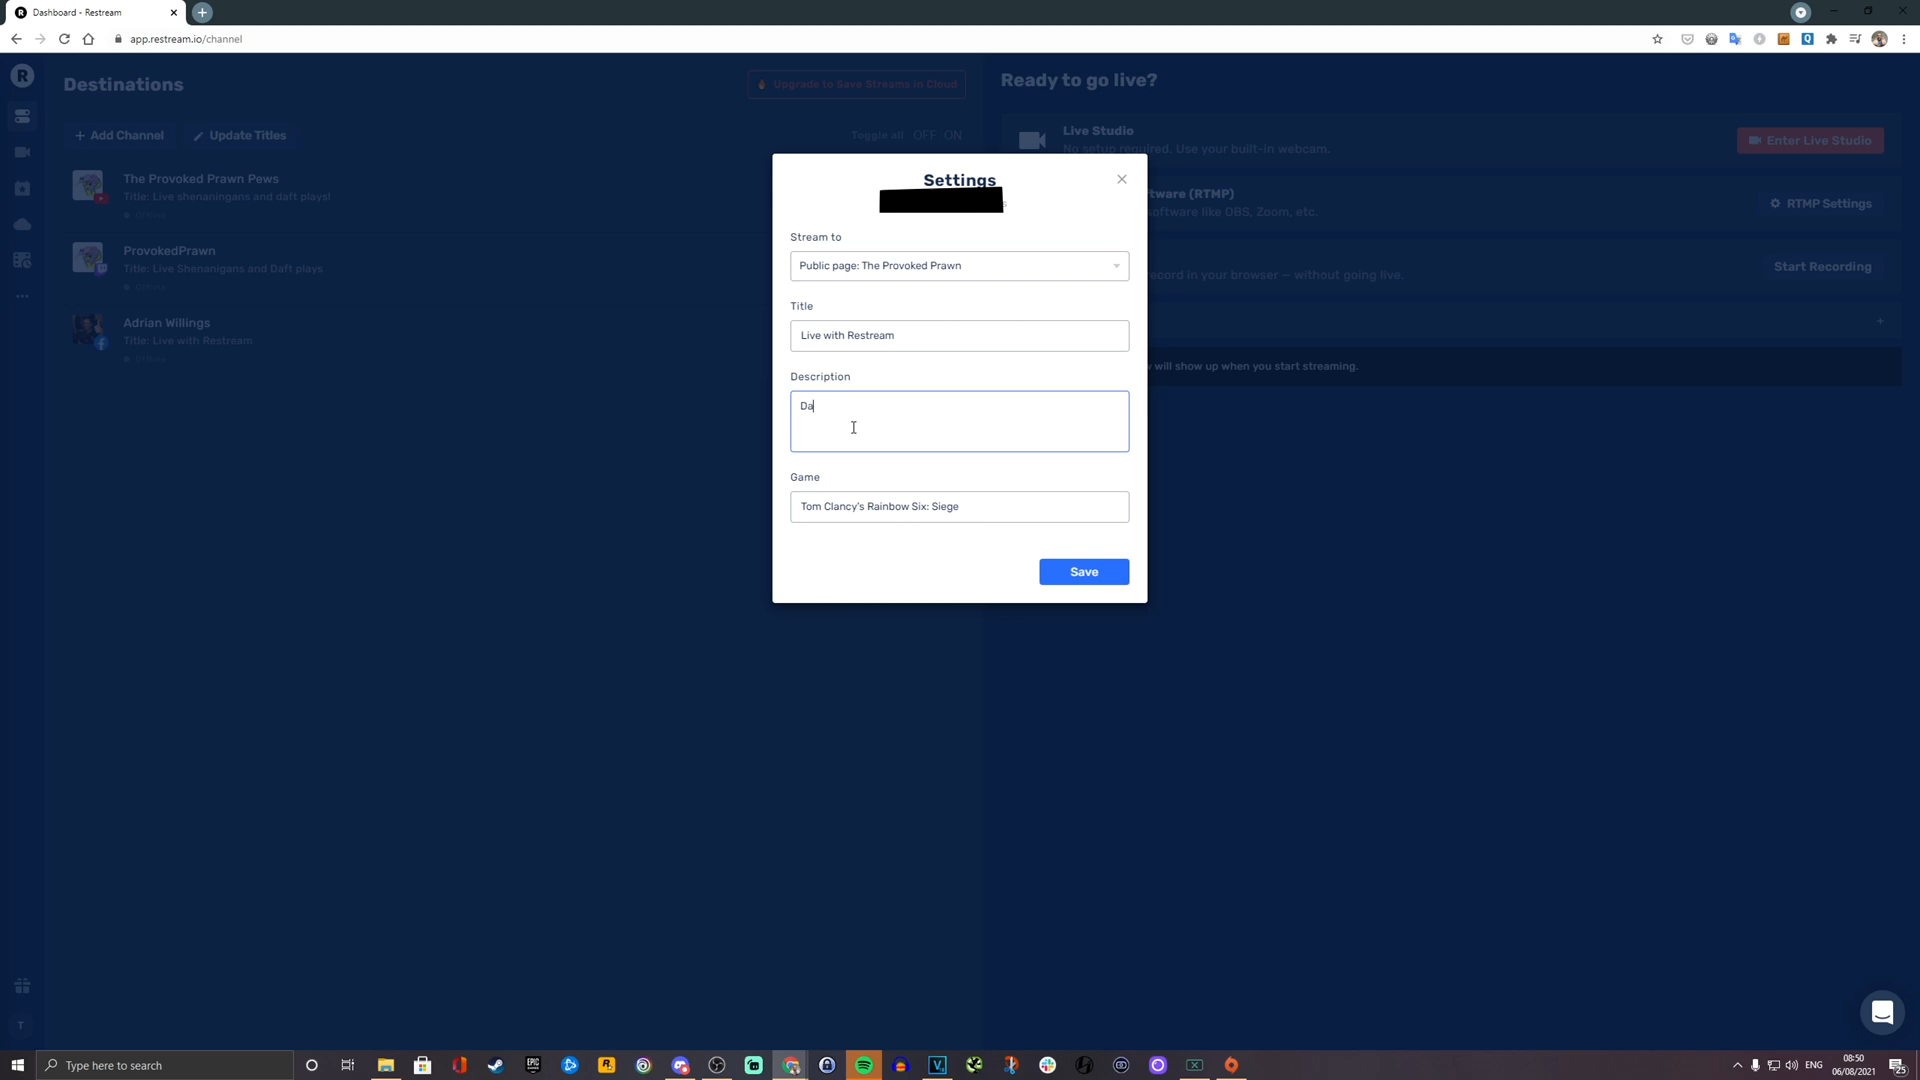 Dashboard - Restream
app.restream.io/channel
R
Destinations
Upgrade to Save Streams in Cloud
Ready to go live?
+ Add Channel
Update Titles
Toggle all OFF ON
Live Studio
No setup required. Use your built-in webcam.
Enter Live Studio
The Provoked Prawn Pews
Title: Live shenanigans and daft plays!
oftware (RTMP)
oftware like OBS, Zoom, etc.
RTMP Settings
ProvokedPrawn
Title: Live Shenanigans and Daft plays
record in your browser — without going live.
Start Recording
Adrian Willings
Title: Live with Restream
w will show up when you start streaming.
Settings
Stream to
Public page: The Provoked Prawn
Title
Live with Restream
Description
Da
Game
Tom Clancy's Rainbow Six: Siege
Save
T
Type here to search
ENG
08:50
06/08/2021
25